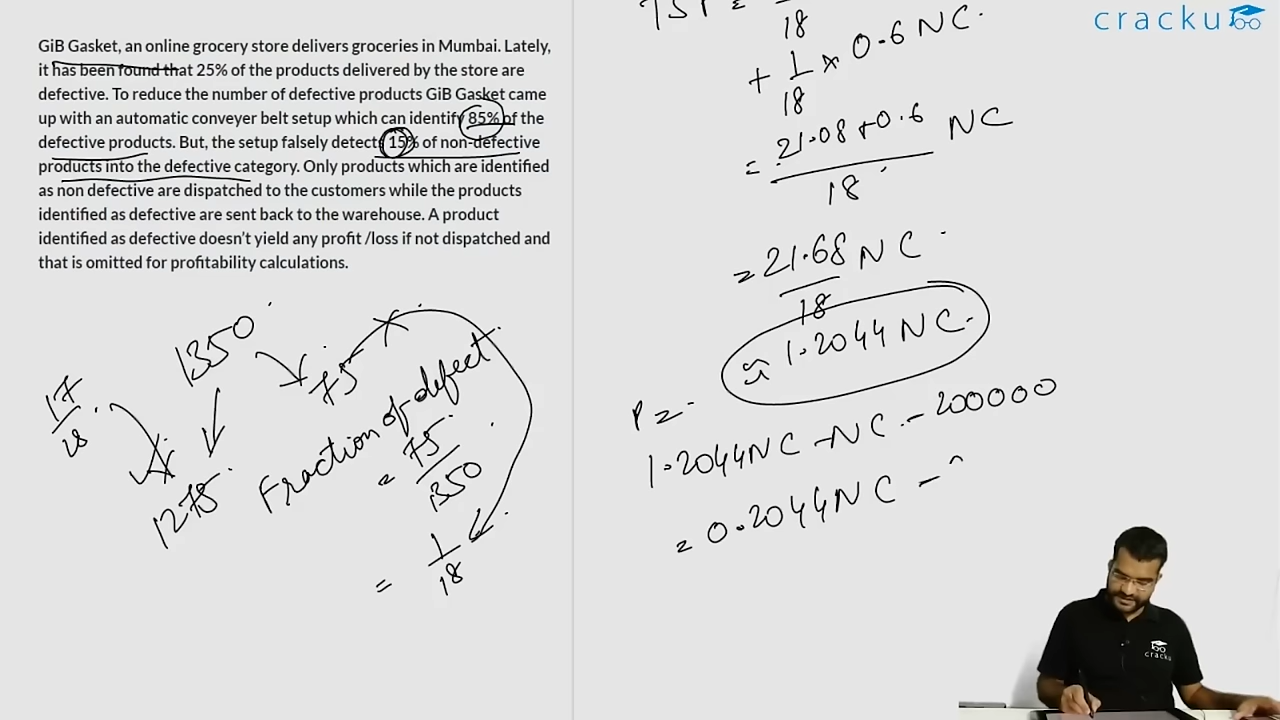 cracku
GiB Gasket, an online grocery store delivers groceries in Mumbai. Lately,
it has been found that 25% of the products delivered by the store are
defective. To reduce the number of defective products GiB Gasket came
up with an automatic conveyer belt setup which can identify 85% of the
defective products. But, the setup falsely detects 15% of non-defective
products into the defective category. Only products which are identified
as non defective are dispatched to the customers while the products
identified as defective are sent back to the warehouse. A product
identified as defective doesn't yield any profit /loss if not dispatched and
that is omitted for profitability calculations.
1350
75
17/18
1275
Fraction of defect
= 75/1350
= 1/18
18
+ 1/18 × 0.6 NC.
= 21.08+0.6/18 NC
= 21.68/18 NC
≈ 1.2044 NC.
P =
1.2044NC - NC - 200000
= 0.2044NC -
cracku